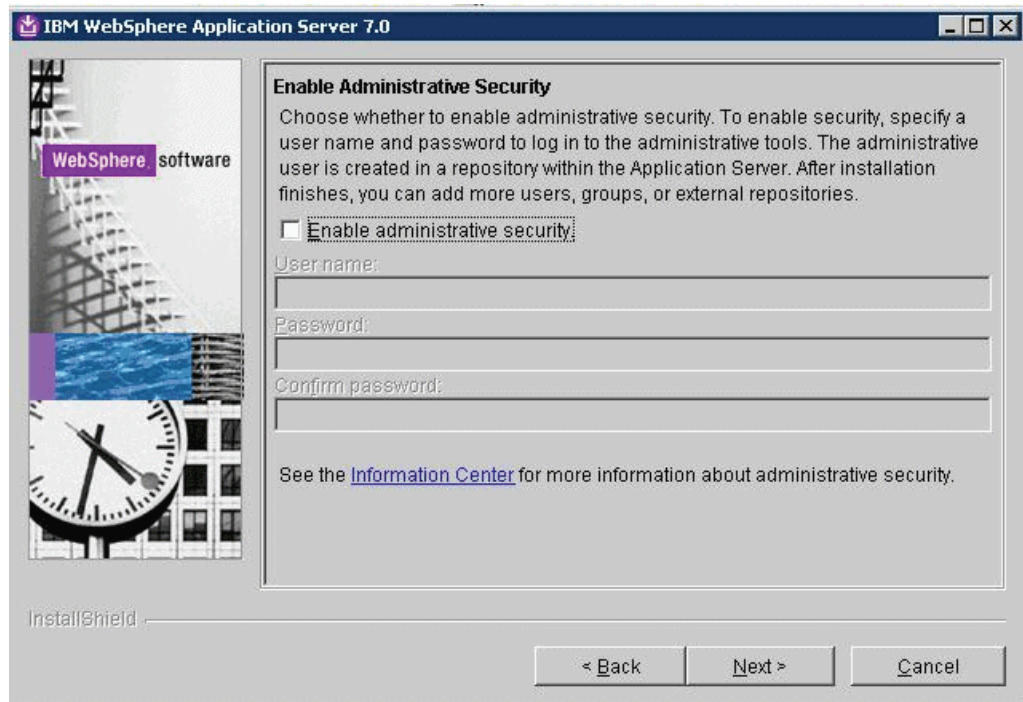 IBM WebSphere Application Server 7.0
WebSphere software
Enable Administrative Security
Choose whether to enable administrative security. To enable security, specify a
user name and password to log in to the administrative tools. The administrative
user is created in a repository within the Application Server. After installation
finishes, you can add more users, groups, or external repositories.
Enable administrative security.
User name:
Password:
Confirm password:
See the Information Center for more information about administrative security.
InstallShield
< Back
Next >
Cancel